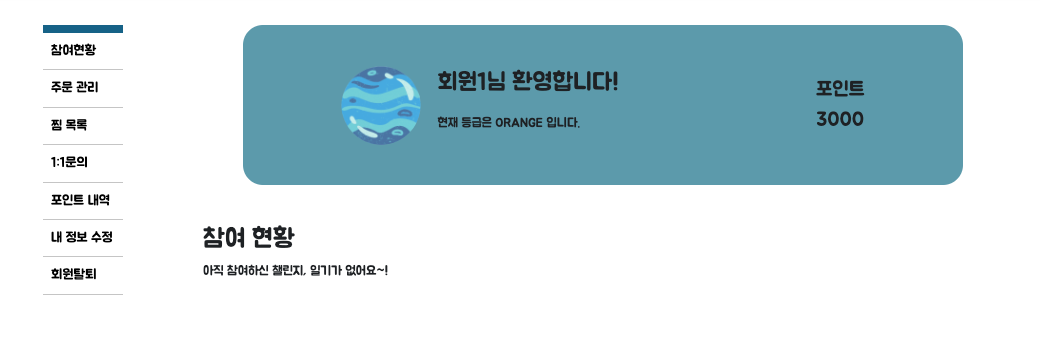 참여현황
주문 관리
찜 목록
1:1문의
포인트 내역
내 정보 수정
회원탈퇴
회원1님 환영합니다!
현재 등급은 ORANGE 입니다.
포인트
3000
참여 현황
아직 참여하신 챌린지, 일기가 없어요~!